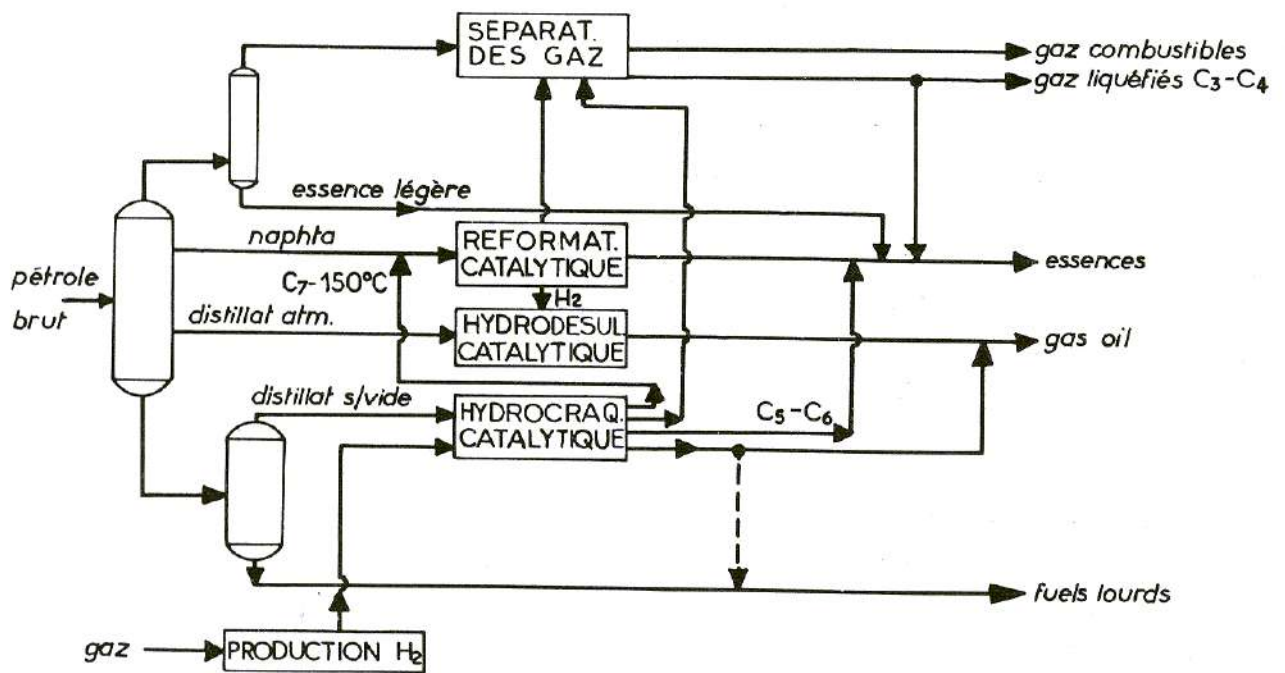 SEPARAT.
DES GAZ
gaz combustibles
gaz liquéfiés C₃-C₄
essence légère
naphta
REFORMAT.
CATALYTIQUE
essences
C₇-150°C
H₂
pétrole
brut
distillat atm.
HYDRODESUL
CATALYTIQUE
gas oil
distillat s/vide
HYDROCRAQ.
CATALYTIQUE
C₅-C₆
fuels lourds
gaz
PRODUCTION H₂